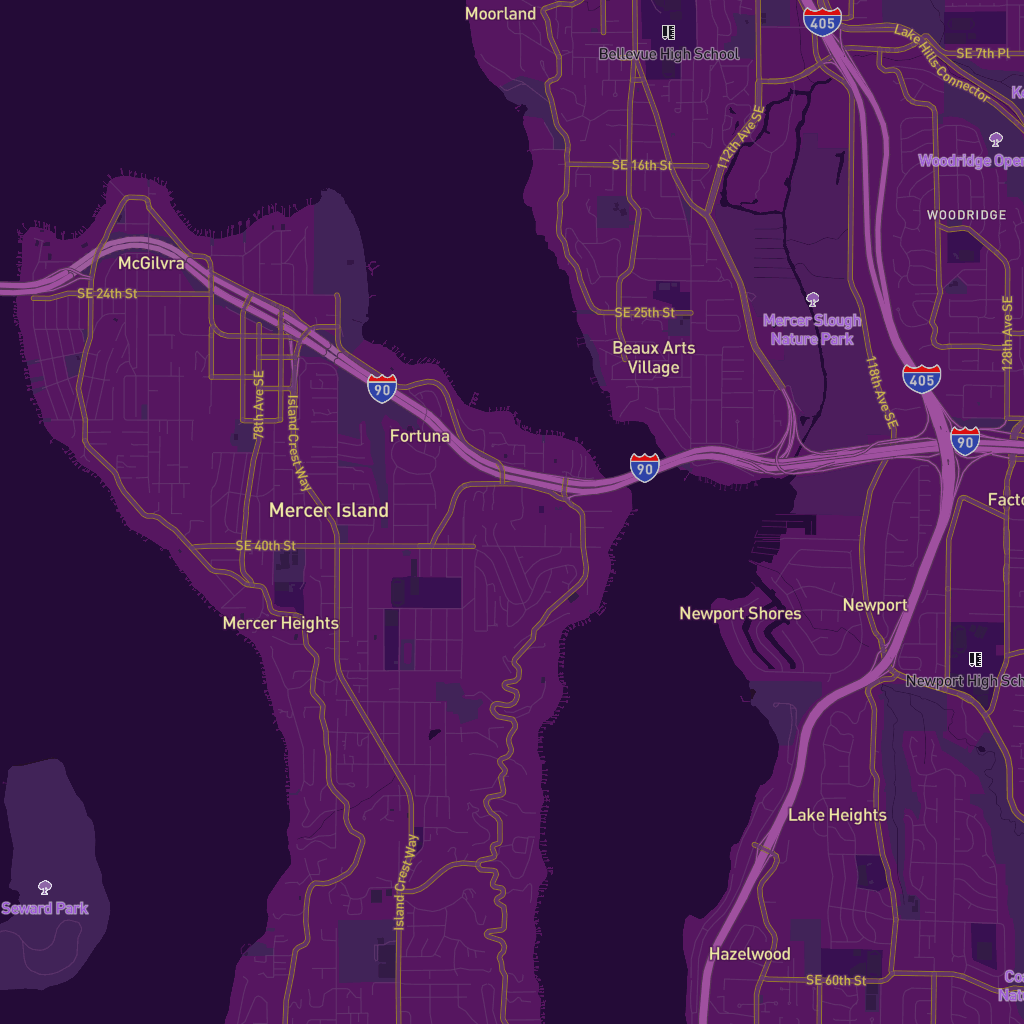 Moorland
Bellevue High School
405
Lake Hills Connector
SE 7th Pl
112th Ave SE
SE 16th St
Woodridge Open
WOODRIDGE
McGilvra
SE 24th St
SE 25th St
Mercer Slough
Nature Park
Beaux Arts
Village
128th Ave SE
118th Ave SE
405
90
78th Ave SE
Island Crest Way
Fortuna
90
90
Mercer Island
SE 40th St
Newport Shores
Newport
Mercer Heights
Newport High Sch
Lake Heights
Island Crest Way
Seward Park
Hazelwood
SE 60th St